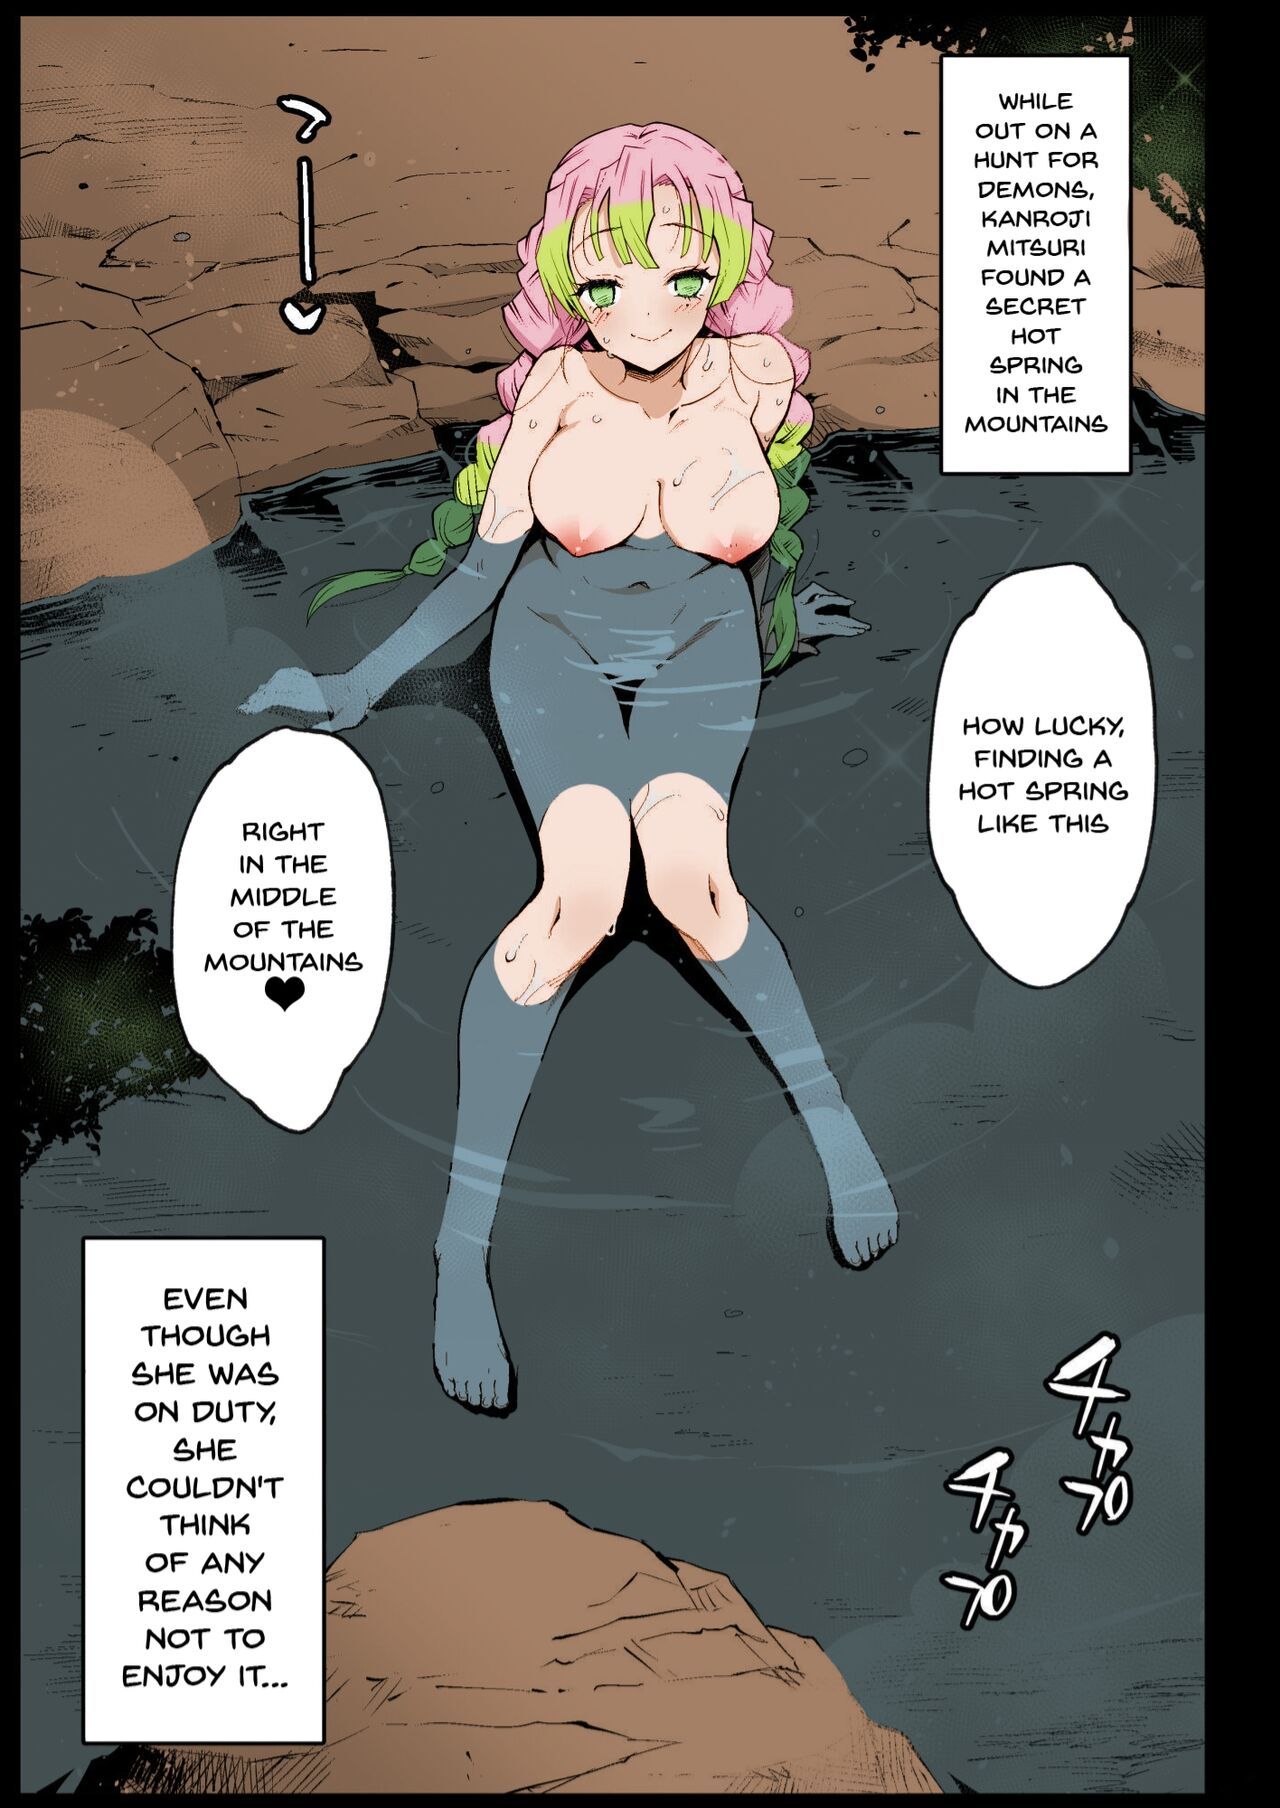 WHILE
OUT ON A
HUNT FOR
DEMONS,
KANROJI
MITSURI
FOUND A
SECRET
HOT
SPRING
IN THE
MOUNTAINS
フー♥
HOW LUCKY,
FINDING A
HOT SPRING
LIKE THIS
RIGHT
IN THE
MIDDLE
OF THE
MOUNTAINS
♥
チャプ
チャプ
EVEN
THOUGH
SHE WAS
ON DUTY,
SHE
COULDN'T
THINK
OF ANY
REASON
NOT TO
ENJOY IT...